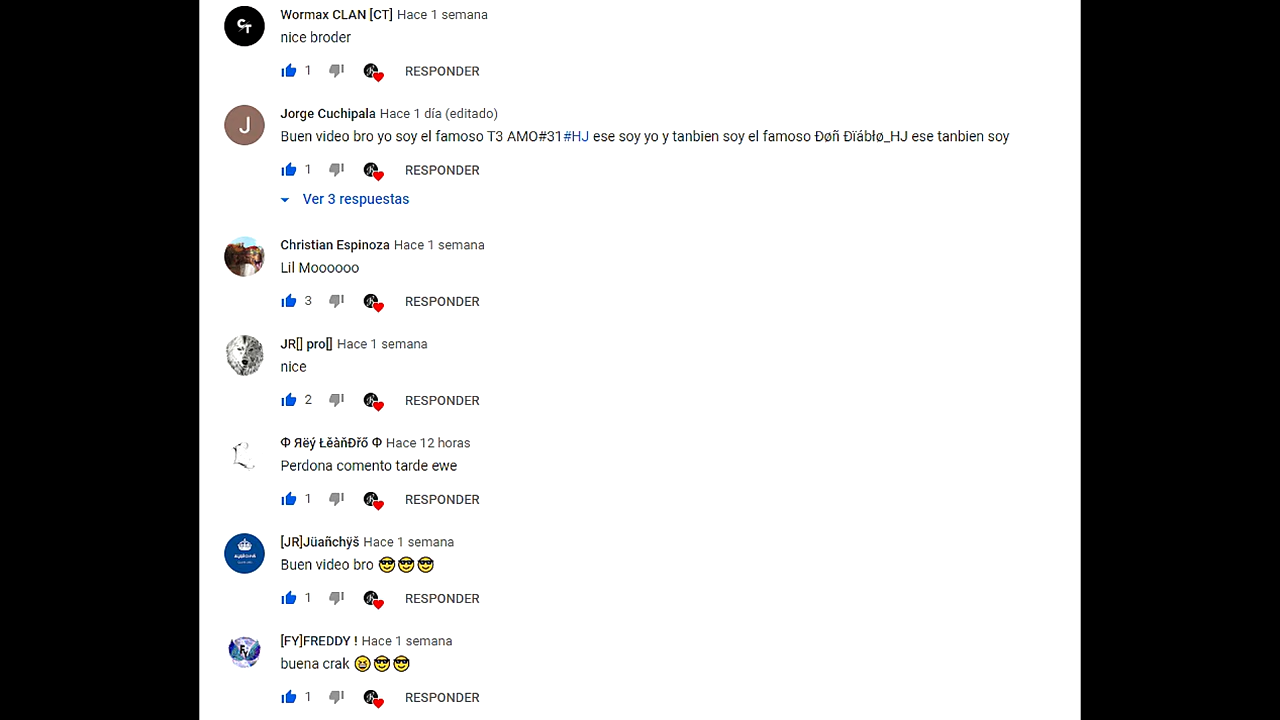 Wormax CLAN [CT] Hace 1 semana
nice broder
1 RESPONDER
Jorge Cuchipala Hace 1 día (editado)
Buen video bro yo soy el famoso T3 AMO#31#HJ ese soy yo y tanbien soy el famoso Đøñ Đïábłø_HJ ese tanbien soy
1 RESPONDER
Ver 3 respuestas
Christian Espinoza Hace 1 semana
Lil Moooooo
3 RESPONDER
JR[] pro[] Hace 1 semana
nice
2 RESPONDER
Ф Яëý ŁěàňĐřő Ф Hace 12 horas
Perdona comento tarde ewe
1 RESPONDER
[JR]Jüañchÿš Hace 1 semana
Buen video bro 😎😎😎
1 RESPONDER
[FY]FREDDY ! Hace 1 semana
buena crak 😆😎😎
1 RESPONDER